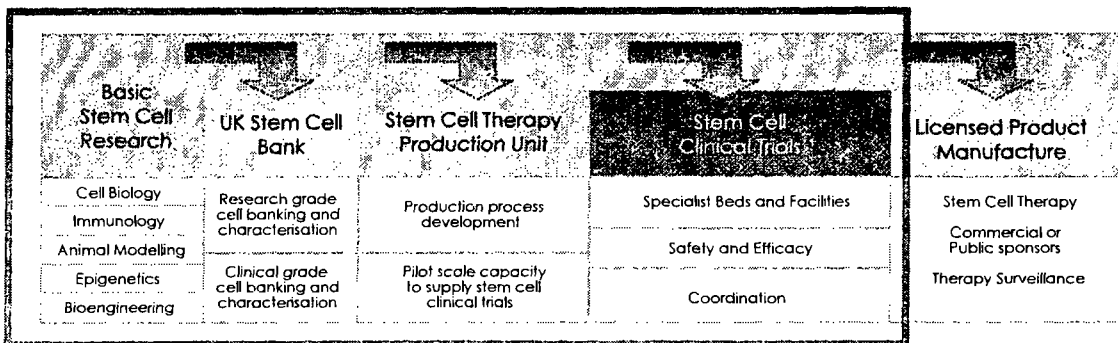 Basic
Stem Cell
Research
UK Stem Cell
Bank
Stem Cell Therapy
Production Unit
Stem Cell
Clinical Trials
Licensed Product
Manufacture
Cell Biology
Immunology
Animal Modelling
Epigenetics
Bioengineering
Research grade
cell banking and
characterisation
Clinical grade
cell banking and
characterisation
Production process
development
Pilot scale capacity
to supply stem cell
clinical trials
Specialist Beds and Facilities
Safety and Efficacy
Coordination
Stem Cell Therapy
Commercial or
Public sponsors
Therapy Surveillance